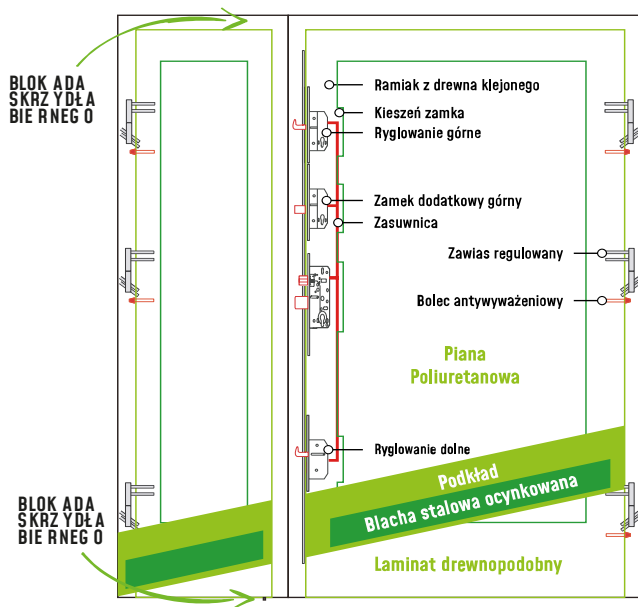 BLOKADA
SKRZYDŁA
BIERNEGO
Ramiak z drewna klejonego
Kieszeń zamka
Ryglowanie górne
Zamek dodatkowy górny
Zasuwnica
Zawias regulowany
Bolec antywyważeniowy
Piana
Poliuretanowa
Ryglowanie dolne
Podkład
Blacha stalowa ocynkowana
BLOKADA
SKRZYDŁA
BIERNEGO
Laminat drewnopodobny